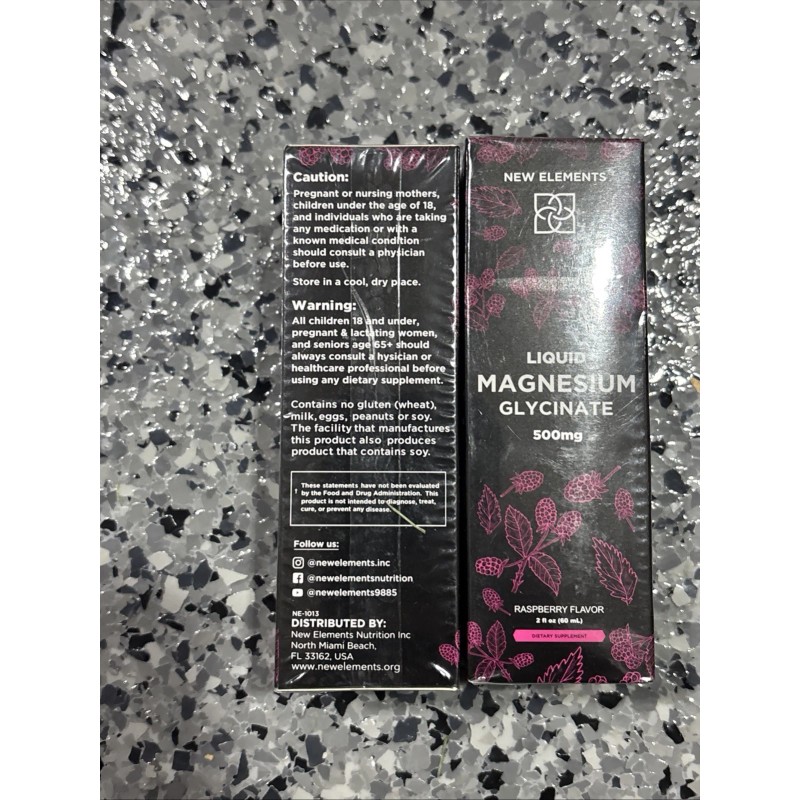 Caution:
Pregnant or nursing mothers,
children under the age of 18,
and individuals who are taking
any medication or with a
known medical condition
should consult a physician
before use.
Store in a cool, dry place.
Warning:
All children 18 and under,
pregnant & lactating women,
and seniors age 65+ should
always consult a hysician or
healthcare professional before
using any dietary supplement.
Contains no gluten (wheat),
milk, eggs, peanuts or soy.
The facility that manufactures
this product also produces
product that contains soy.
These statements have not been evaluated
by the Food and Drug Administration. This
product is not intended to diagnose, treat,
cure, or prevent any disease.
Follow us:
@newelements.inc
@newelementsnutrition
@newelements9885
NE-1013
DISTRIBUTED BY:
New Elements Nutrition Inc
North Miami Beach,
FL 33162, USA
www.newelements.org
NEW ELEMENTS
LIQUID
MAGNESIUM
GLYCINATE
500mg
RASPBERRY FLAVOR
2 fl oz (60 mL)
DIETARY SUPPLEMENT